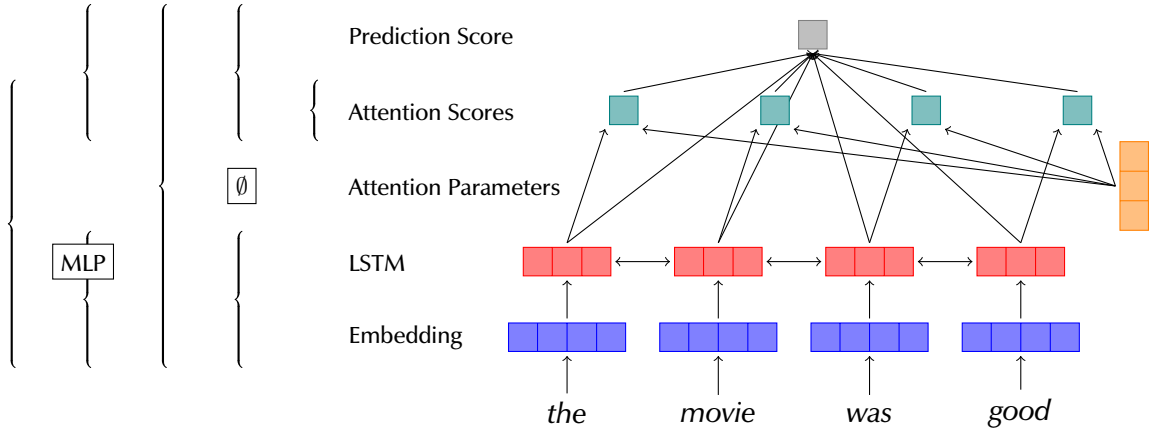 Prediction Score
Attention Scores
Attention Parameters
∅
MLP
LSTM
Embedding
the movie was good